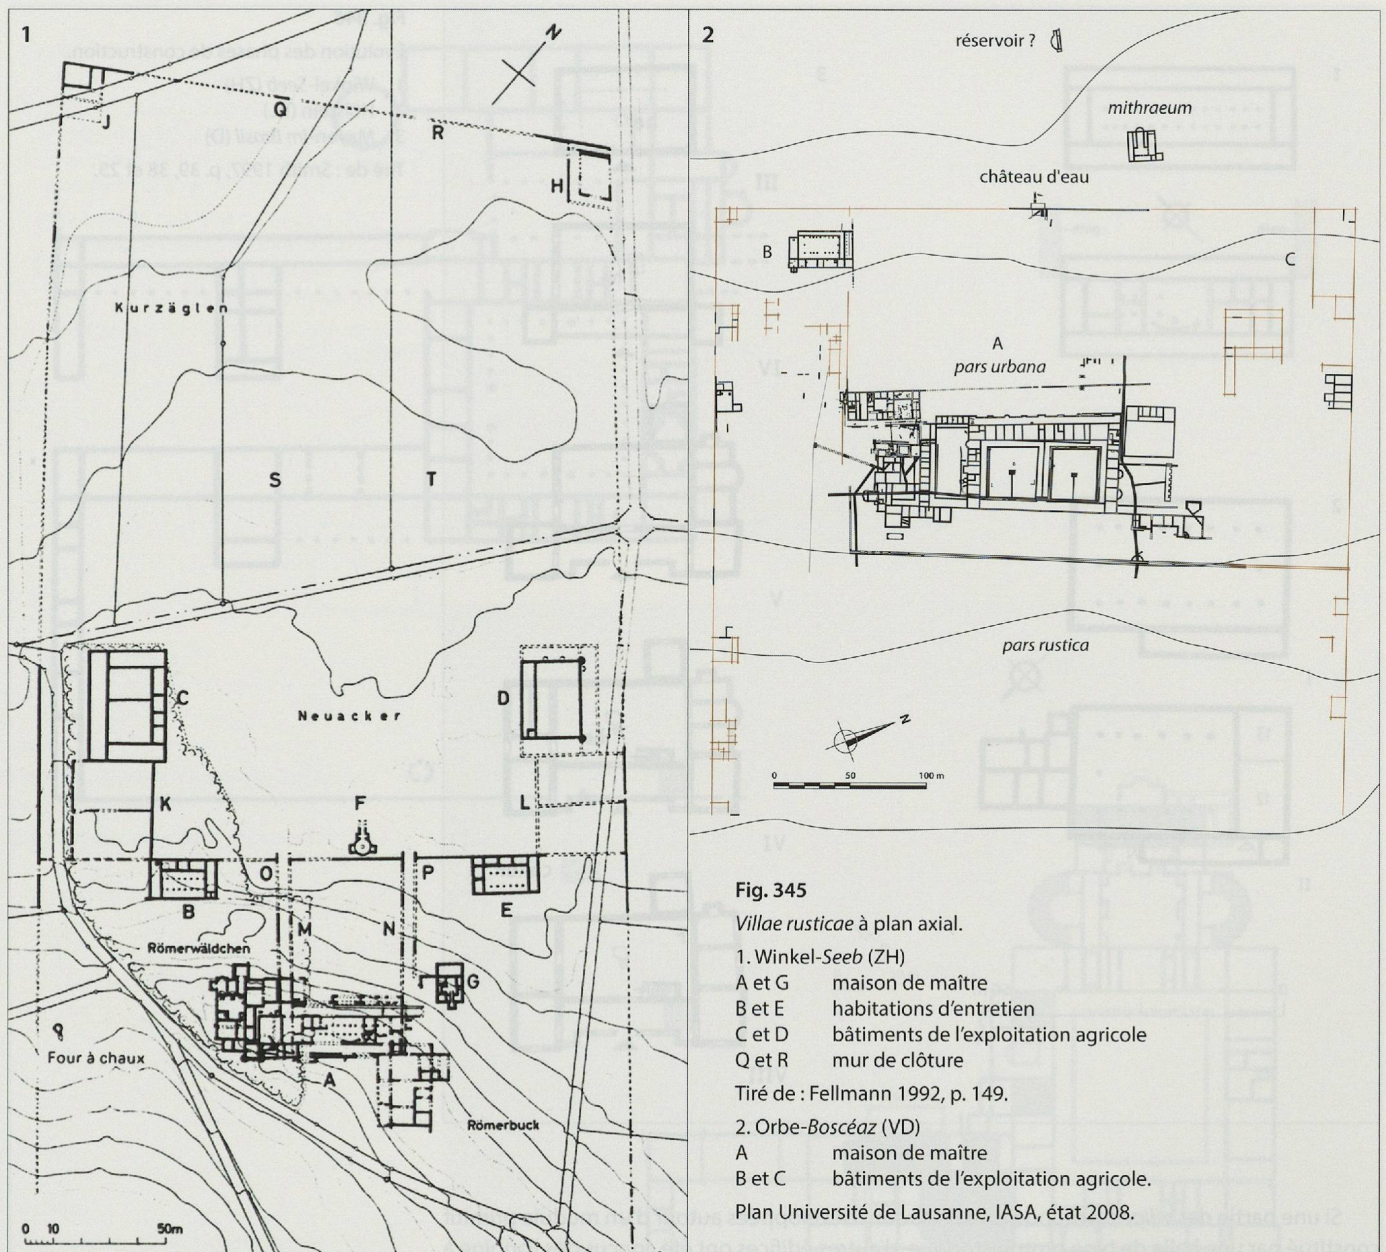 1
N
Q
R
J
H
Kurzäglen
S
T
C
D
Neuacker
K
F
L
O
P
B
E
M
N
Römerwäldchen
G
Four à chaux
A
Römerbuck
0 10 50m
2
réservoir ?
mithraeum
château d'eau
B
C
A
pars urbana
pars rustica
N
0 50 100 m
Fig. 345
Villae rusticae à plan axial.
1. Winkel-Seeb (ZH)
A et G maison de maître
B et E habitations d'entretien
C et D bâtiments de l'exploitation agricole
Q et R mur de clôture
Tiré de : Fellmann 1992, p. 149.
2. Orbe-Boscéaz (VD)
A maison de maître
B et C bâtiments de l'exploitation agricole.
Plan Université de Lausanne, IASA, état 2008.